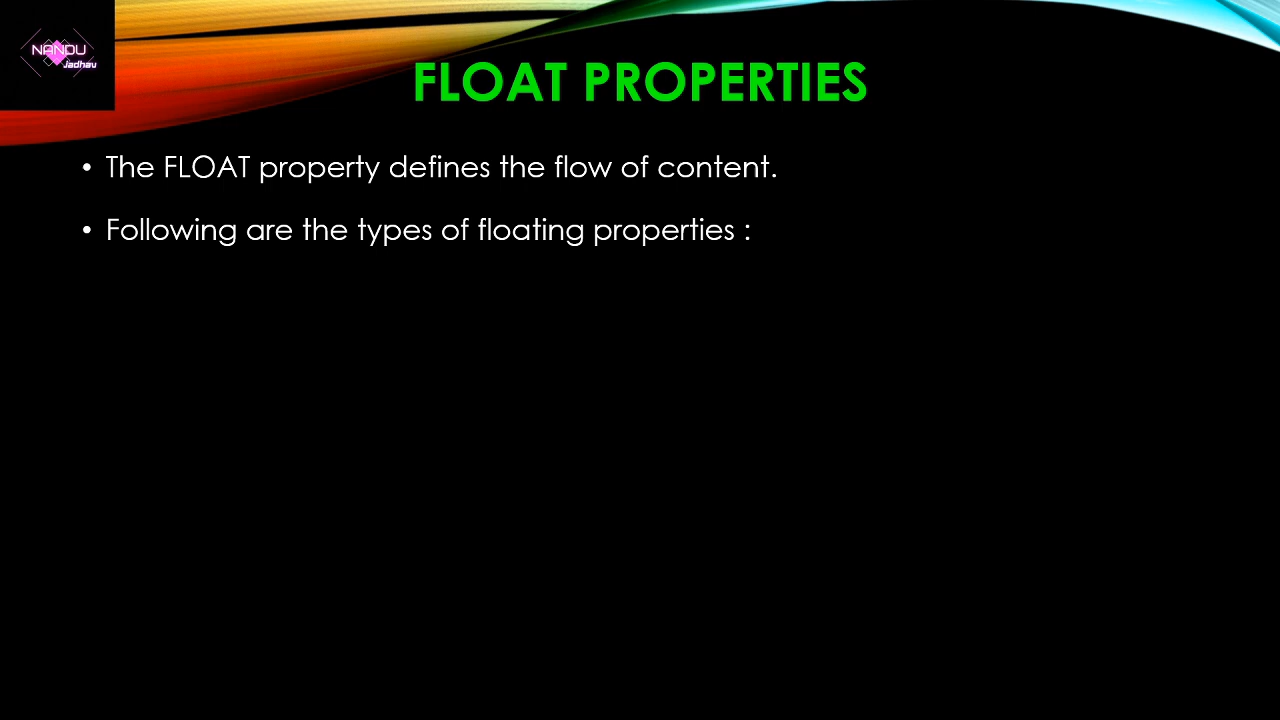 NANDU
Jadhav
FLOAT PROPERTIES
• The FLOAT property defines the flow of content.
• Following are the types of floating properties :